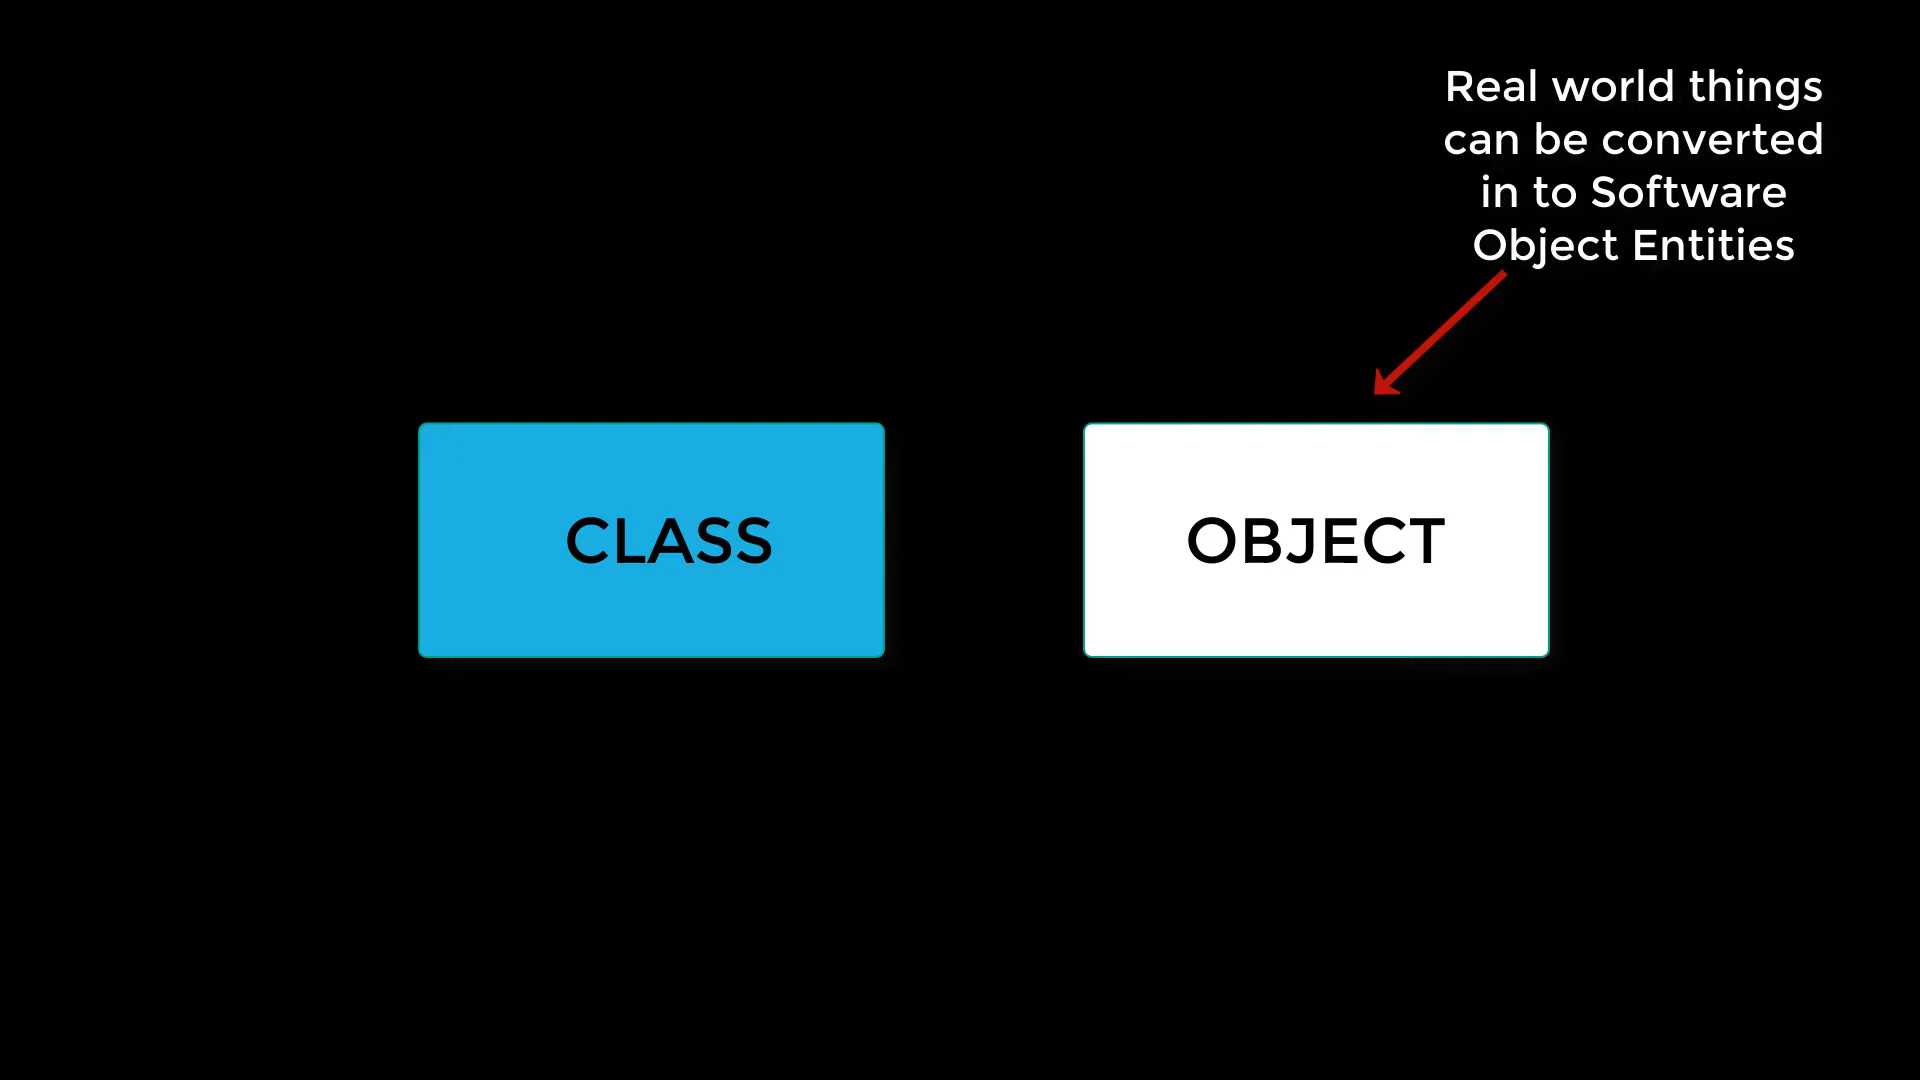 Real world things
can be converted
in to Software
Object Entities
CLASS
OBJECT